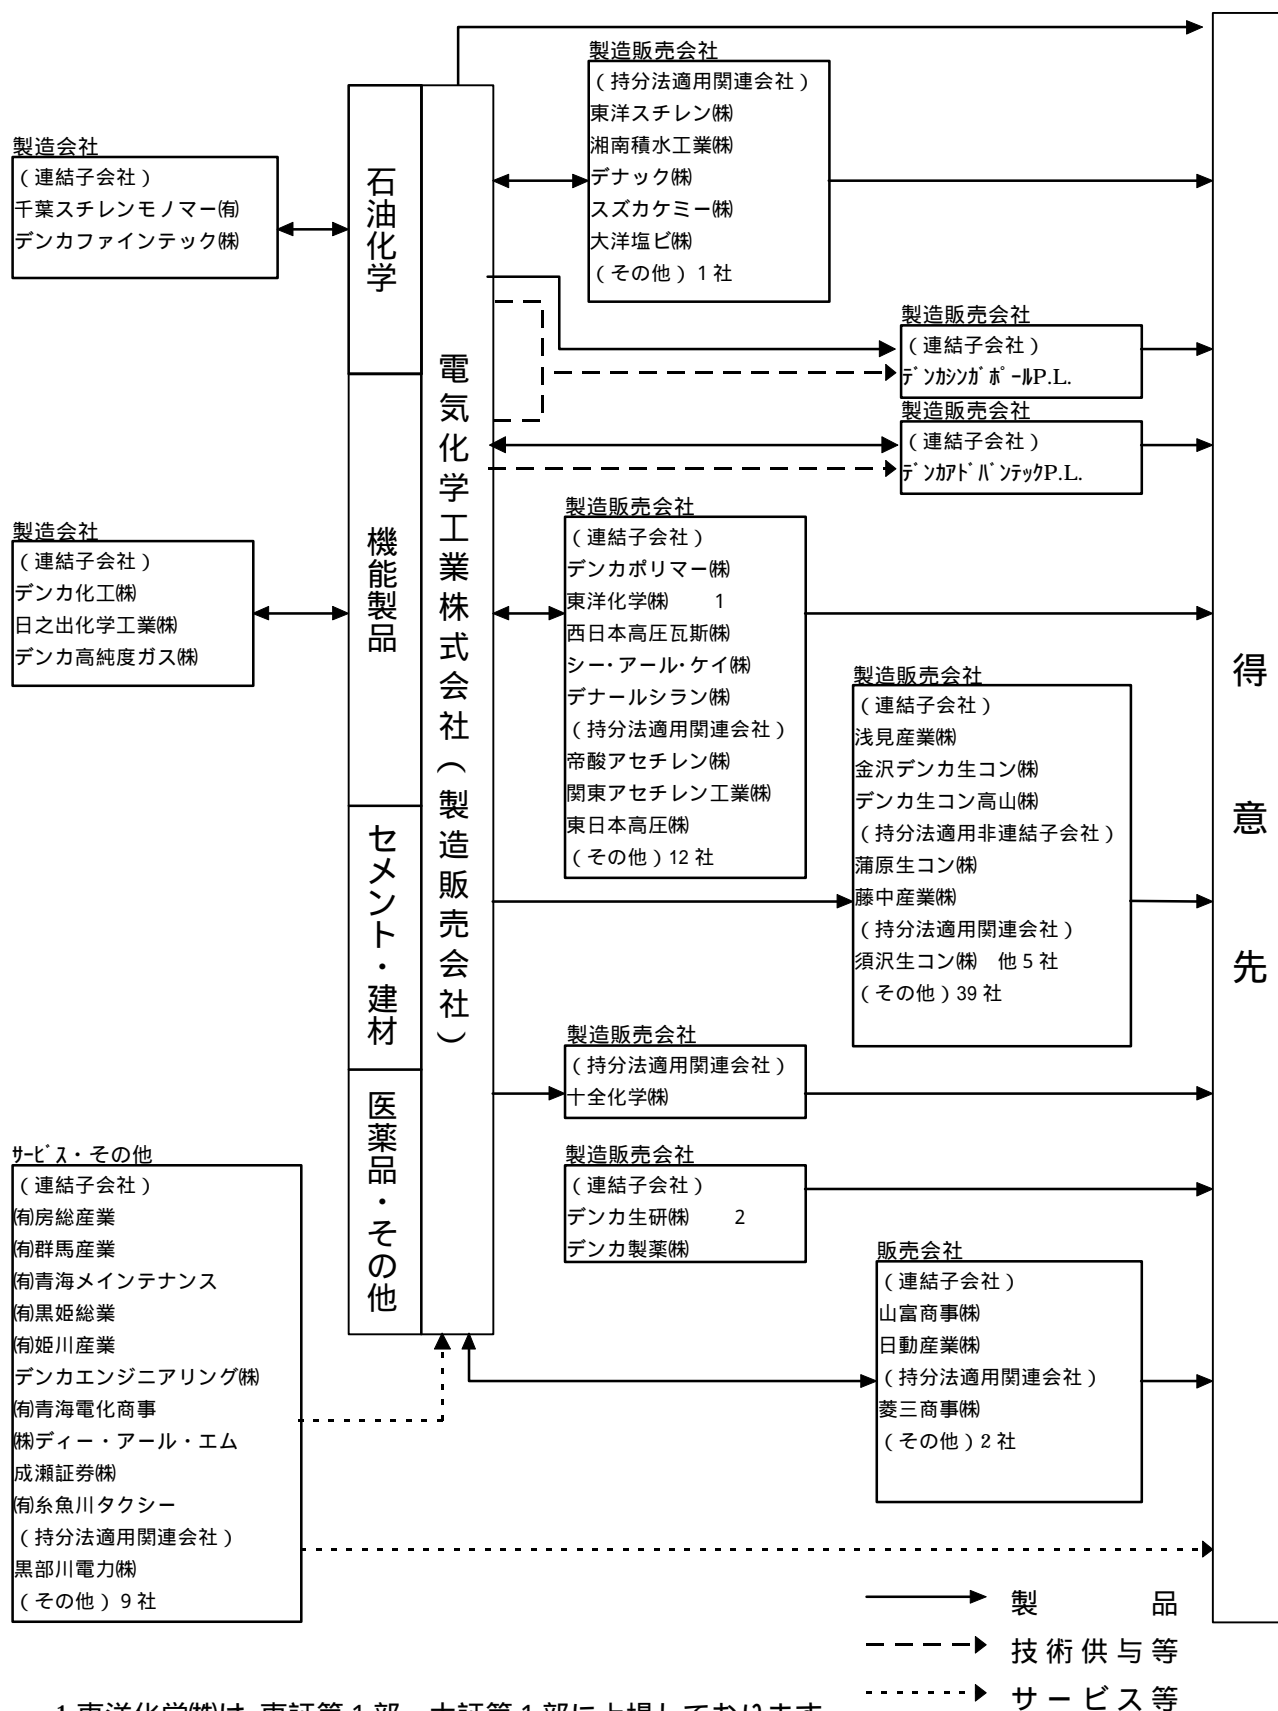 製造会社
（連結子会社）
千葉スチレンモノマー㈲
デンカファインテック㈱
製造会社
（連結子会社）
デンカ化工㈱
日之出化学工業㈱
デンカ高純度ガス㈱
サービス・その他
（連結子会社）
㈲房総産業
㈲群馬産業
㈲青海メインテナンス
㈲黒姫総業
㈲姫川産業
デンカエンジニアリング㈱
㈲青海電化商事
㈱ディー・アール・エム
成瀬証券㈱
㈲糸魚川タクシー
（持分法適用関連会社）
黒部川電力㈱
（その他）9社
石油化学
機能製品
セメント・建材
医薬品・その他
電気化学工業株式会社（製造販売会社）
製造販売会社
（持分法適用関連会社）
東洋スチレン㈱
湘南積水工業㈱
デナック㈱
スズカケミー㈱
大洋塩ビ㈱
（その他）1社
製造販売会社
（連結子会社）
デンカシンガポールP.L.
製造販売会社
（連結子会社）
デンカアドバンテックP.L.
製造販売会社
（連結子会社）
デンカポリマー㈱
東洋化学㈱　1
西日本高圧瓦斯㈱
シー・アール・ケイ㈱
デナールシラン㈱
（持分法適用関連会社）
帝酸アセチレン㈱
関東アセチレン工業㈱
東日本高圧㈱
（その他）12社
製造販売会社
（連結子会社）
浅見産業㈱
金沢デンカ生コン㈱
デンカ生コン高山㈱
（持分法適用非連結子会社）
蒲原生コン㈱
藤中産業㈱
（持分法適用関連会社）
須沢生コン㈱　他5社
（その他）39社
製造販売会社
（持分法適用関連会社）
十全化学㈱
製造販売会社
（連結子会社）
デンカ生研㈱　2
デンカ製薬㈱
販売会社
（連結子会社）
山富商事㈱
日動産業㈱
（持分法適用関連会社）
菱三商事㈱
（その他）2社
得意先
製品
技術供与等
サービス等
1 東洋化学㈱は、東証第1部、大証第1部に上場しております